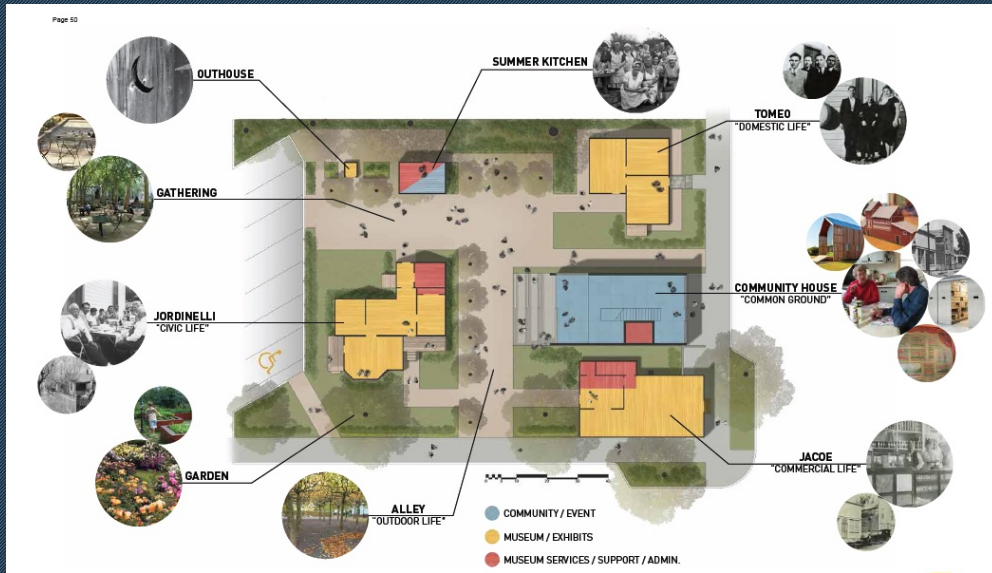 Page 50
OUTHOUSE
SUMMER KITCHEN
TOMEO
"DOMESTIC LIFE"
GATHERING
COMMUNITY HOUSE
"COMMON GROUND"
JORDINELLI
"CIVIC LIFE"
GARDEN
ALLEY
"OUTDOOR LIFE"
JACOE
"COMMERCIAL LIFE"
COMMUNITY / EVENT
MUSEUM / EXHIBITS
MUSEUM SERVICES / SUPPORT / ADMIN.